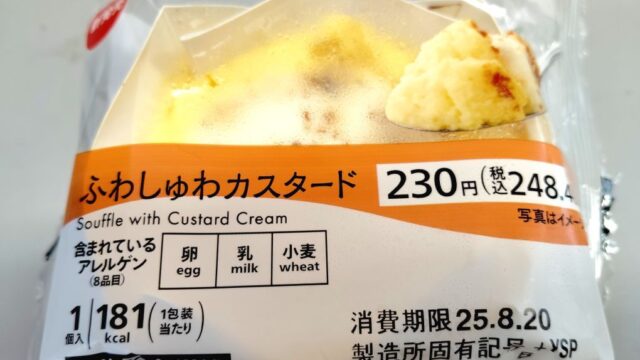 ふわしゅわカスタード
Souffle with Custard Cream
230円(税込248.4
写真はイメー
含まれている
アレルゲン
(8品目)
卵 乳 小麦
egg milk wheat
1個入 181kcal (1包装当たり)
消費期限25.8.20
製造所固有記号+YSP